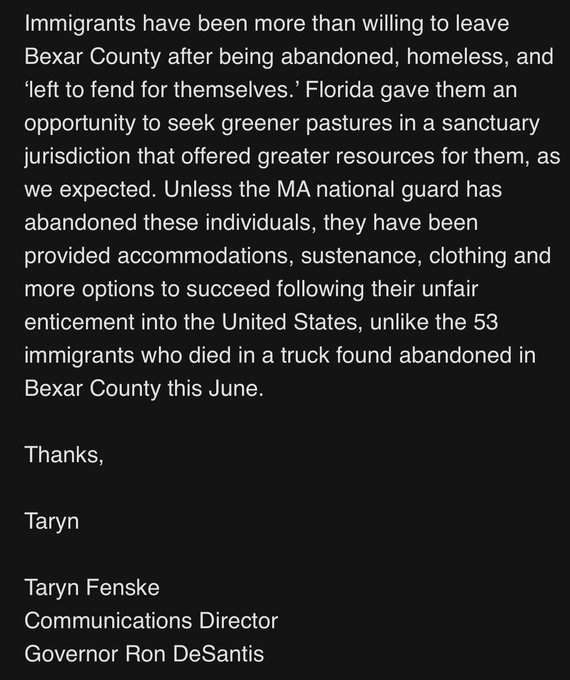 Immigrants have been more than willing to leave
Bexar County after being abandoned, homeless, and
‘left to fend for themselves.’ Florida gave them an
opportunity to seek greener pastures in a sanctuary
jurisdiction that offered greater resources for them, as
we expected. Unless the MA national guard has
abandoned these individuals, they have been
provided accommodations, sustenance, clothing and
more options to succeed following their unfair
enticement into the United States, unlike the 53
immigrants who died in a truck found abandoned in
Bexar County this June.
Thanks,
Taryn
Taryn Fenske
Communications Director
Governor Ron DeSantis